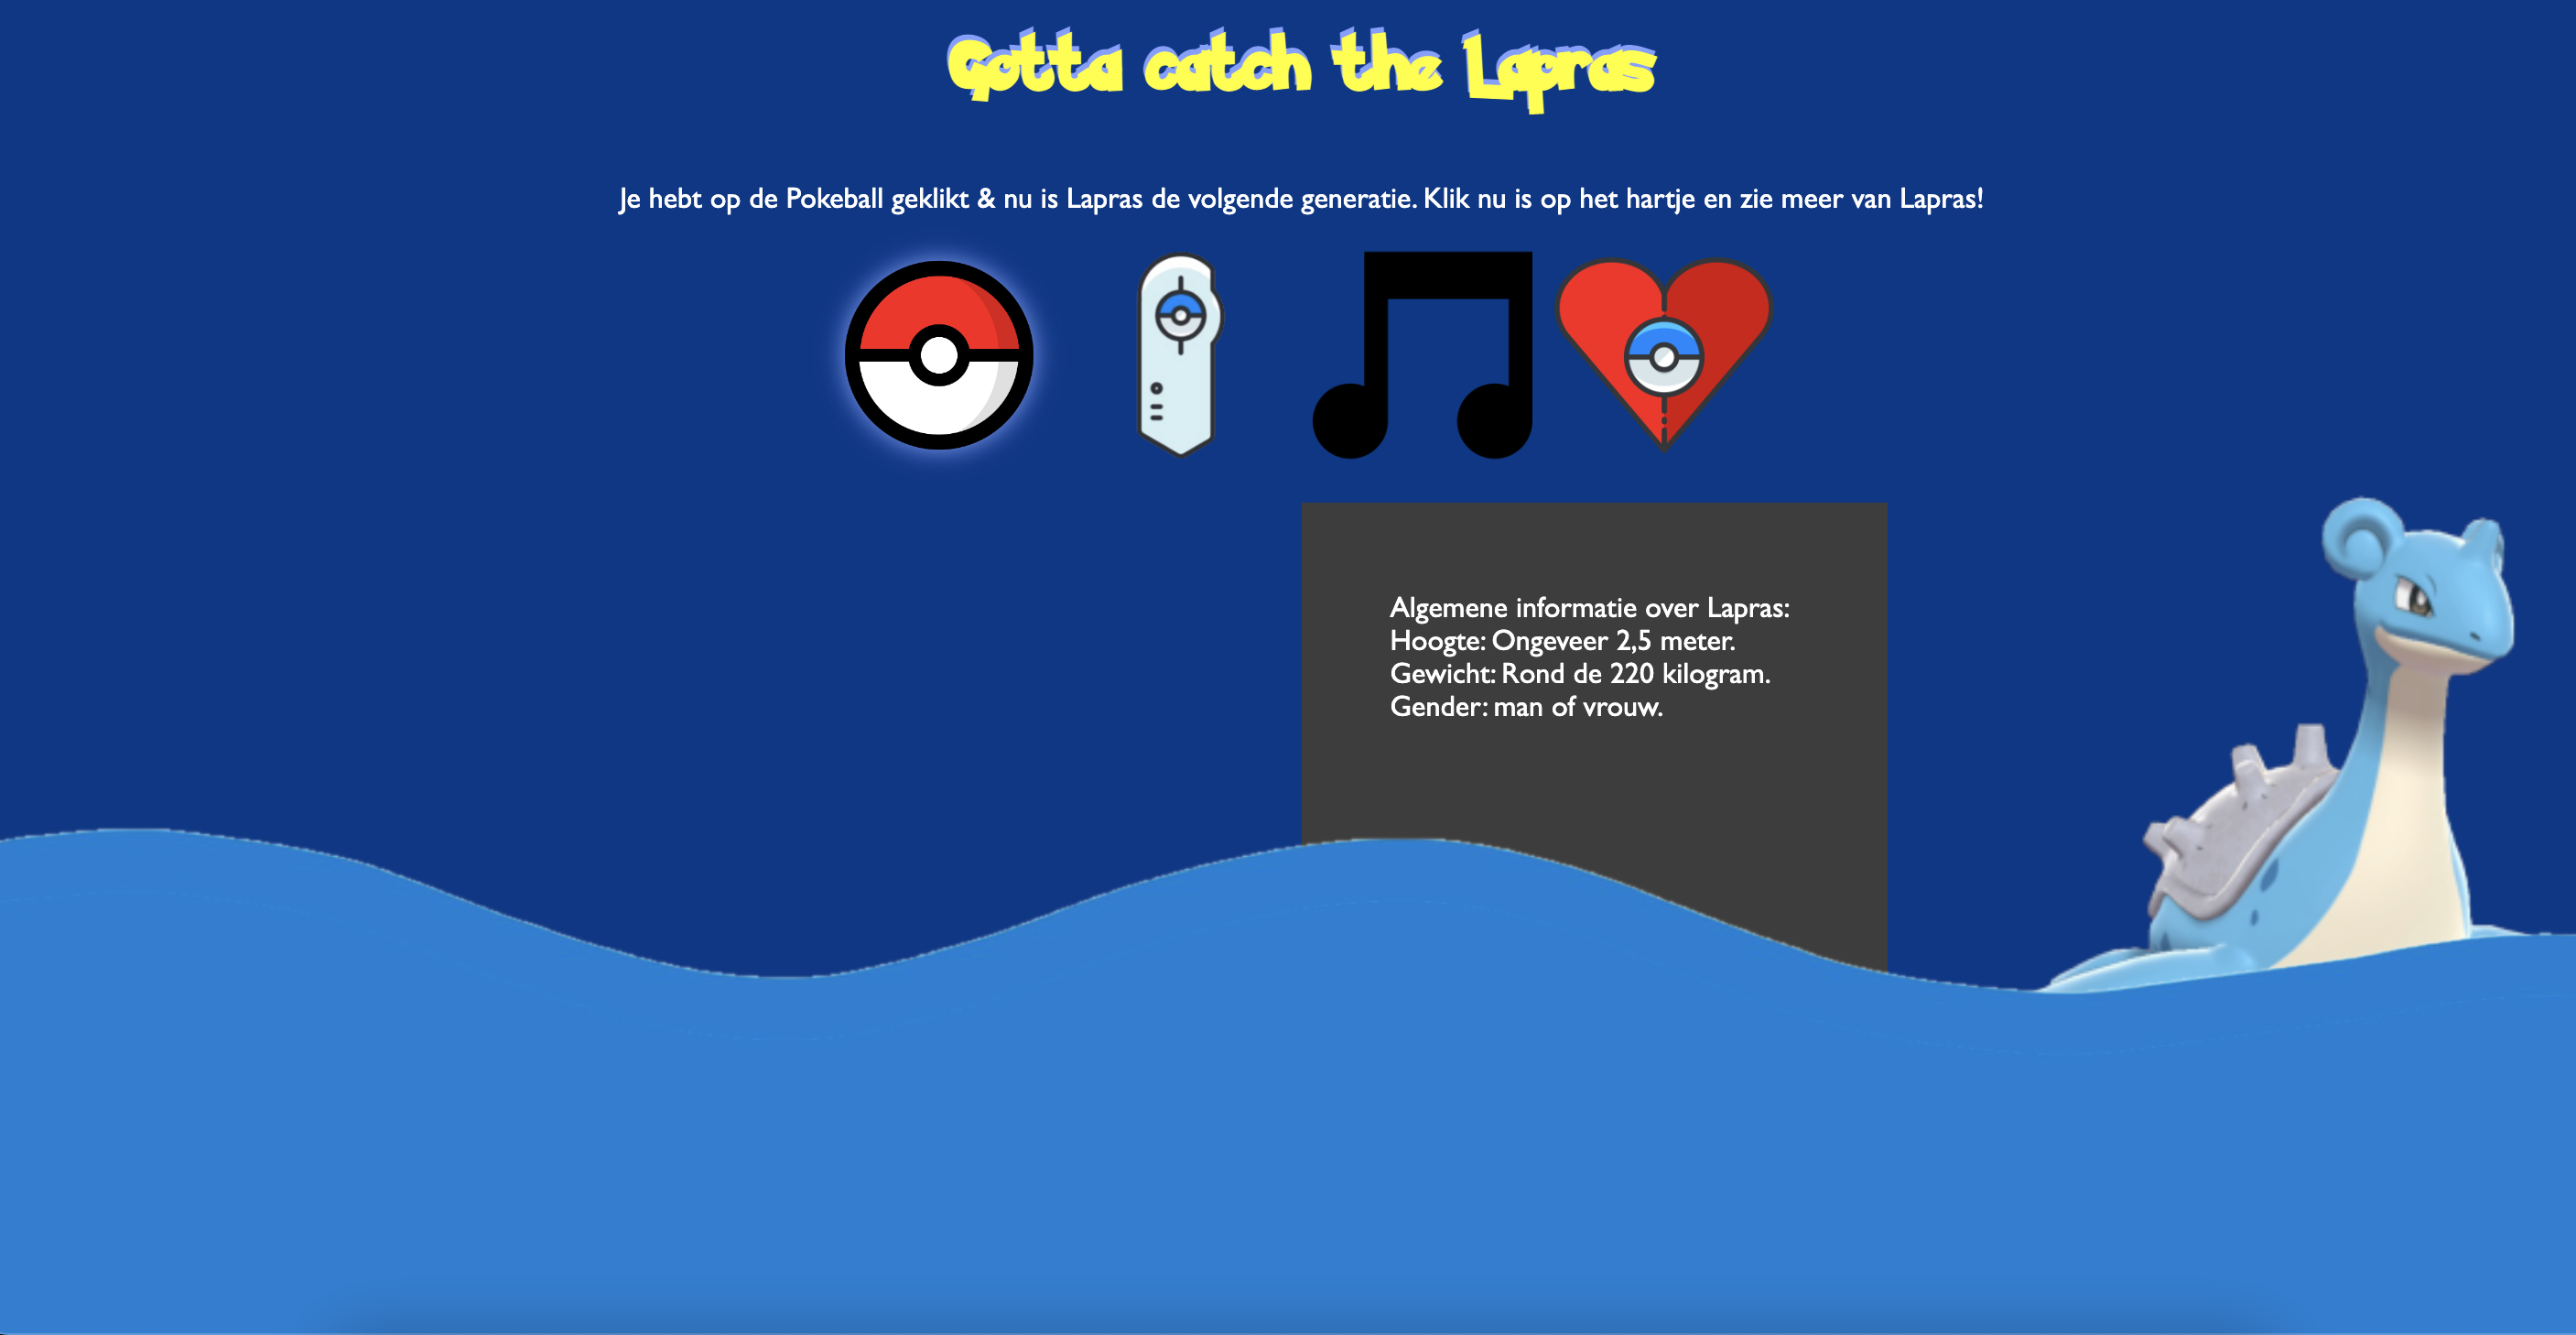 Gotta catch the Lapras
Je hebt op de Pokeball geklikt & nu is Lapras de volgende generatie. Klik nu is op het hartje en zie meer van Lapras!
Algemene informatie over Lapras:
Hoogte: Ongeveer 2,5 meter.
Gewicht: Rond de 220 kilogram.
Gender: man of vrouw.